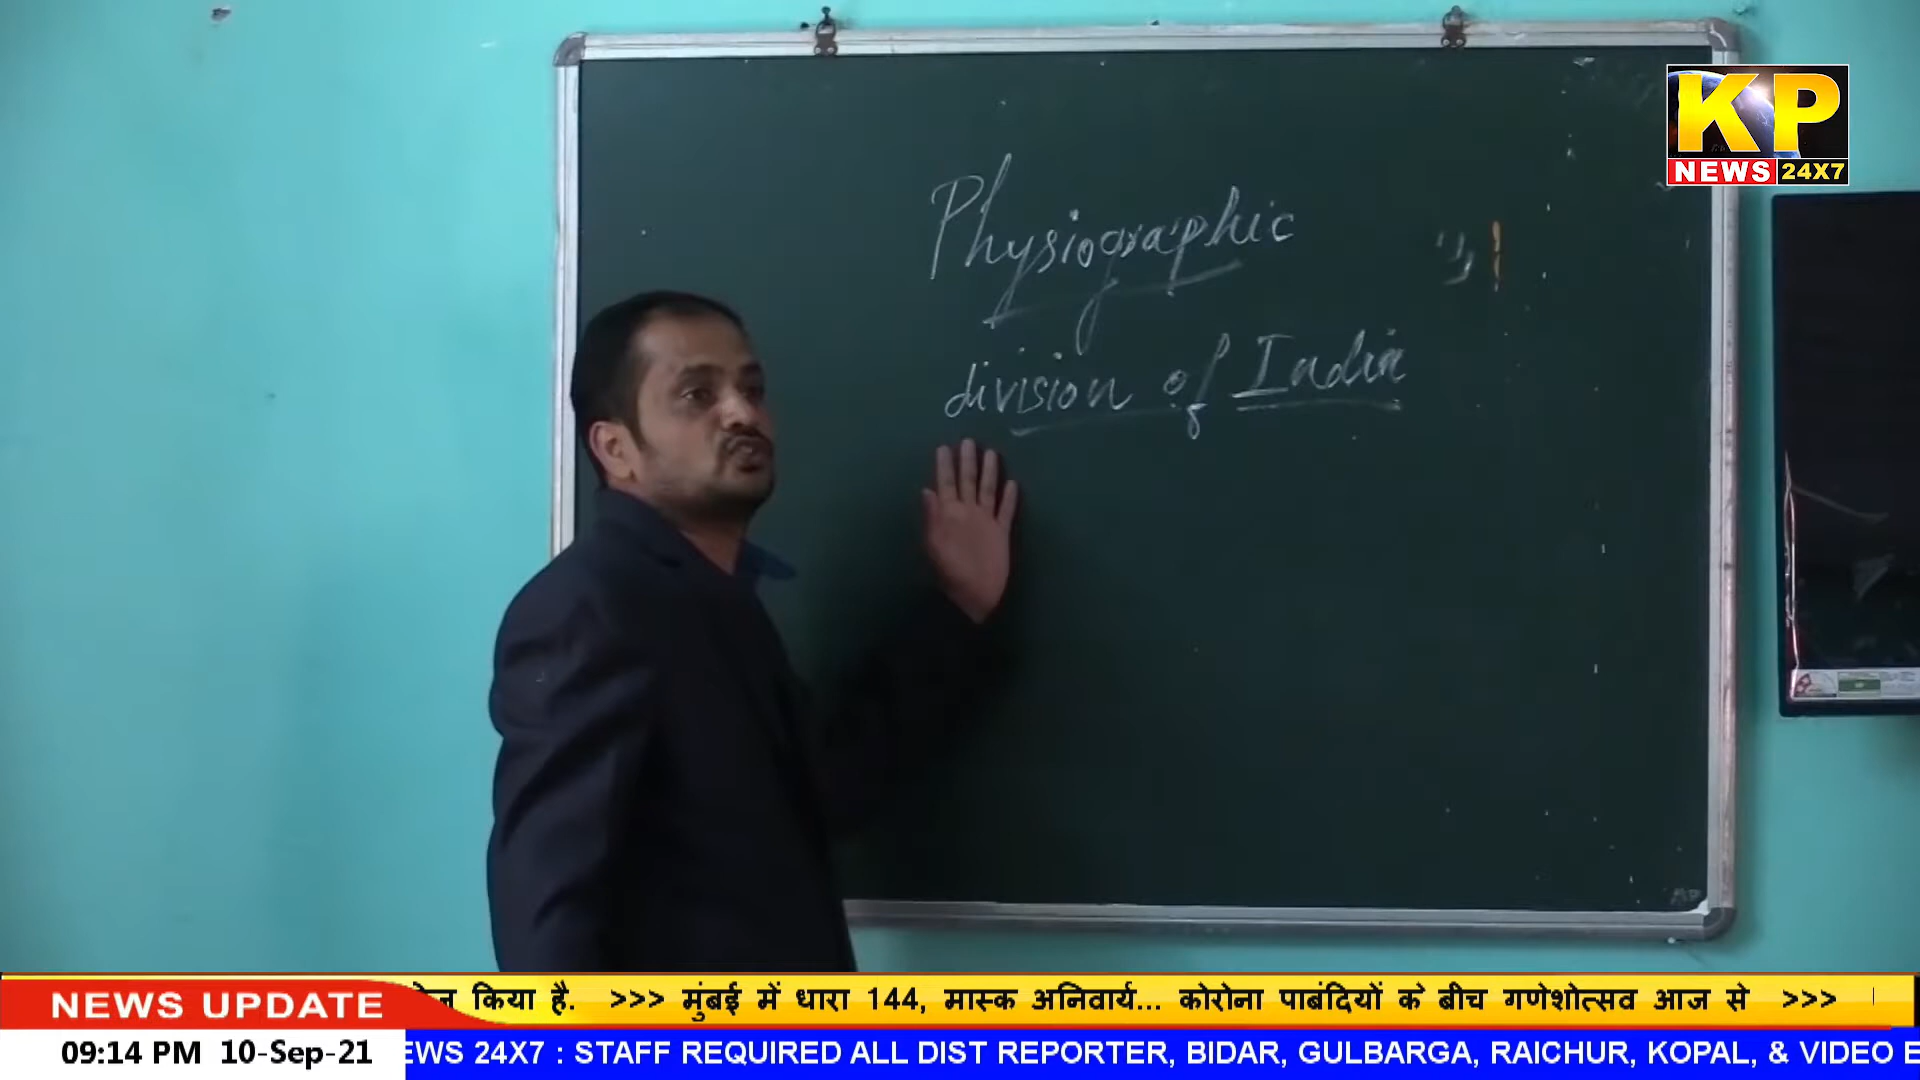 KP
NEWS 24X7
Physiographic
division of India
NEWS UPDATE
किया है. >>> मुंबई में धारा 144, मास्क अनिवार्य... कोरोना पाबंदियों के बीच गणेशोत्सव आज से >>>
09:14 PM 10-Sep-21
EWS 24X7 : STAFF REQUIRED ALL DIST REPORTER, BIDAR, GULBARGA, RAICHUR, KOPAL, & VIDEO E